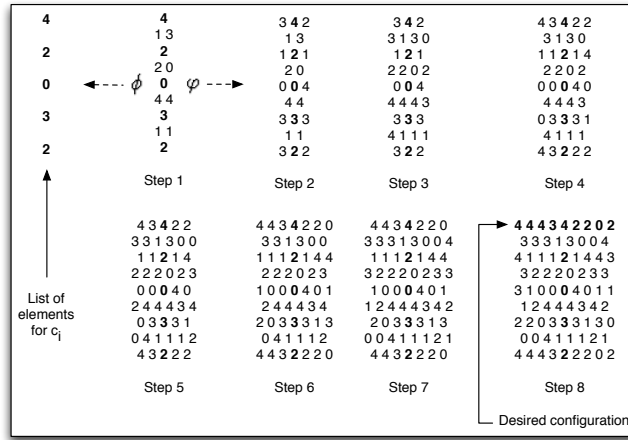 4
2
0
3
2
List of
elements
for c_i
4
1 3
2
2 0
ϕ 0 φ
4 4
3
1 1
2
Step 1
3 4 2
1 3
1 2 1
2 0
0 0 4
4 4
3 3 3
1 1
3 2 2
Step 2
3 4 2
3 1 3 0
1 2 1
2 2 0 2
0 0 4
4 4 4 3
3 3 3
4 1 1 1
3 2 2
Step 3
4 3 4 2 2
3 1 3 0
1 1 2 1 4
2 2 0 2
0 0 0 4 0
4 4 4 3
0 3 3 3 1
4 1 1 1
4 3 2 2 2
Step 4
4 3 4 2 2
3 3 1 3 0 0
1 1 2 1 4
2 2 2 0 2 3
0 0 0 4 0
2 4 4 4 3 4
0 3 3 3 1
0 4 1 1 1 2
4 3 2 2 2
Step 5
4 4 3 4 2 2 0
3 3 1 3 0 0
1 1 1 2 1 4 4
2 2 2 0 2 3
1 0 0 0 4 0 1
2 4 4 4 3 4
2 0 3 3 3 1 3
0 4 1 1 1 2
4 4 3 2 2 2 0
Step 6
4 4 3 4 2 2 0
3 3 3 1 3 0 0 4
1 1 1 2 1 4 4
3 2 2 2 0 2 3 3
1 0 0 0 4 0 1
1 2 4 4 4 3 4 2
2 0 3 3 3 1 3
0 0 4 1 1 1 2 1
4 4 3 2 2 2 0
Step 7
4 4 4 3 4 2 2 0 2
3 3 3 1 3 0 0 4
4 1 1 1 2 1 4 4 3
3 2 2 2 0 2 3 3
3 1 0 0 0 4 0 1 1
1 2 4 4 4 3 4 2
2 2 0 3 3 3 1 3 0
0 0 4 1 1 1 2 1
4 4 4 3 2 2 2 0 2
Step 8
Desired configuration